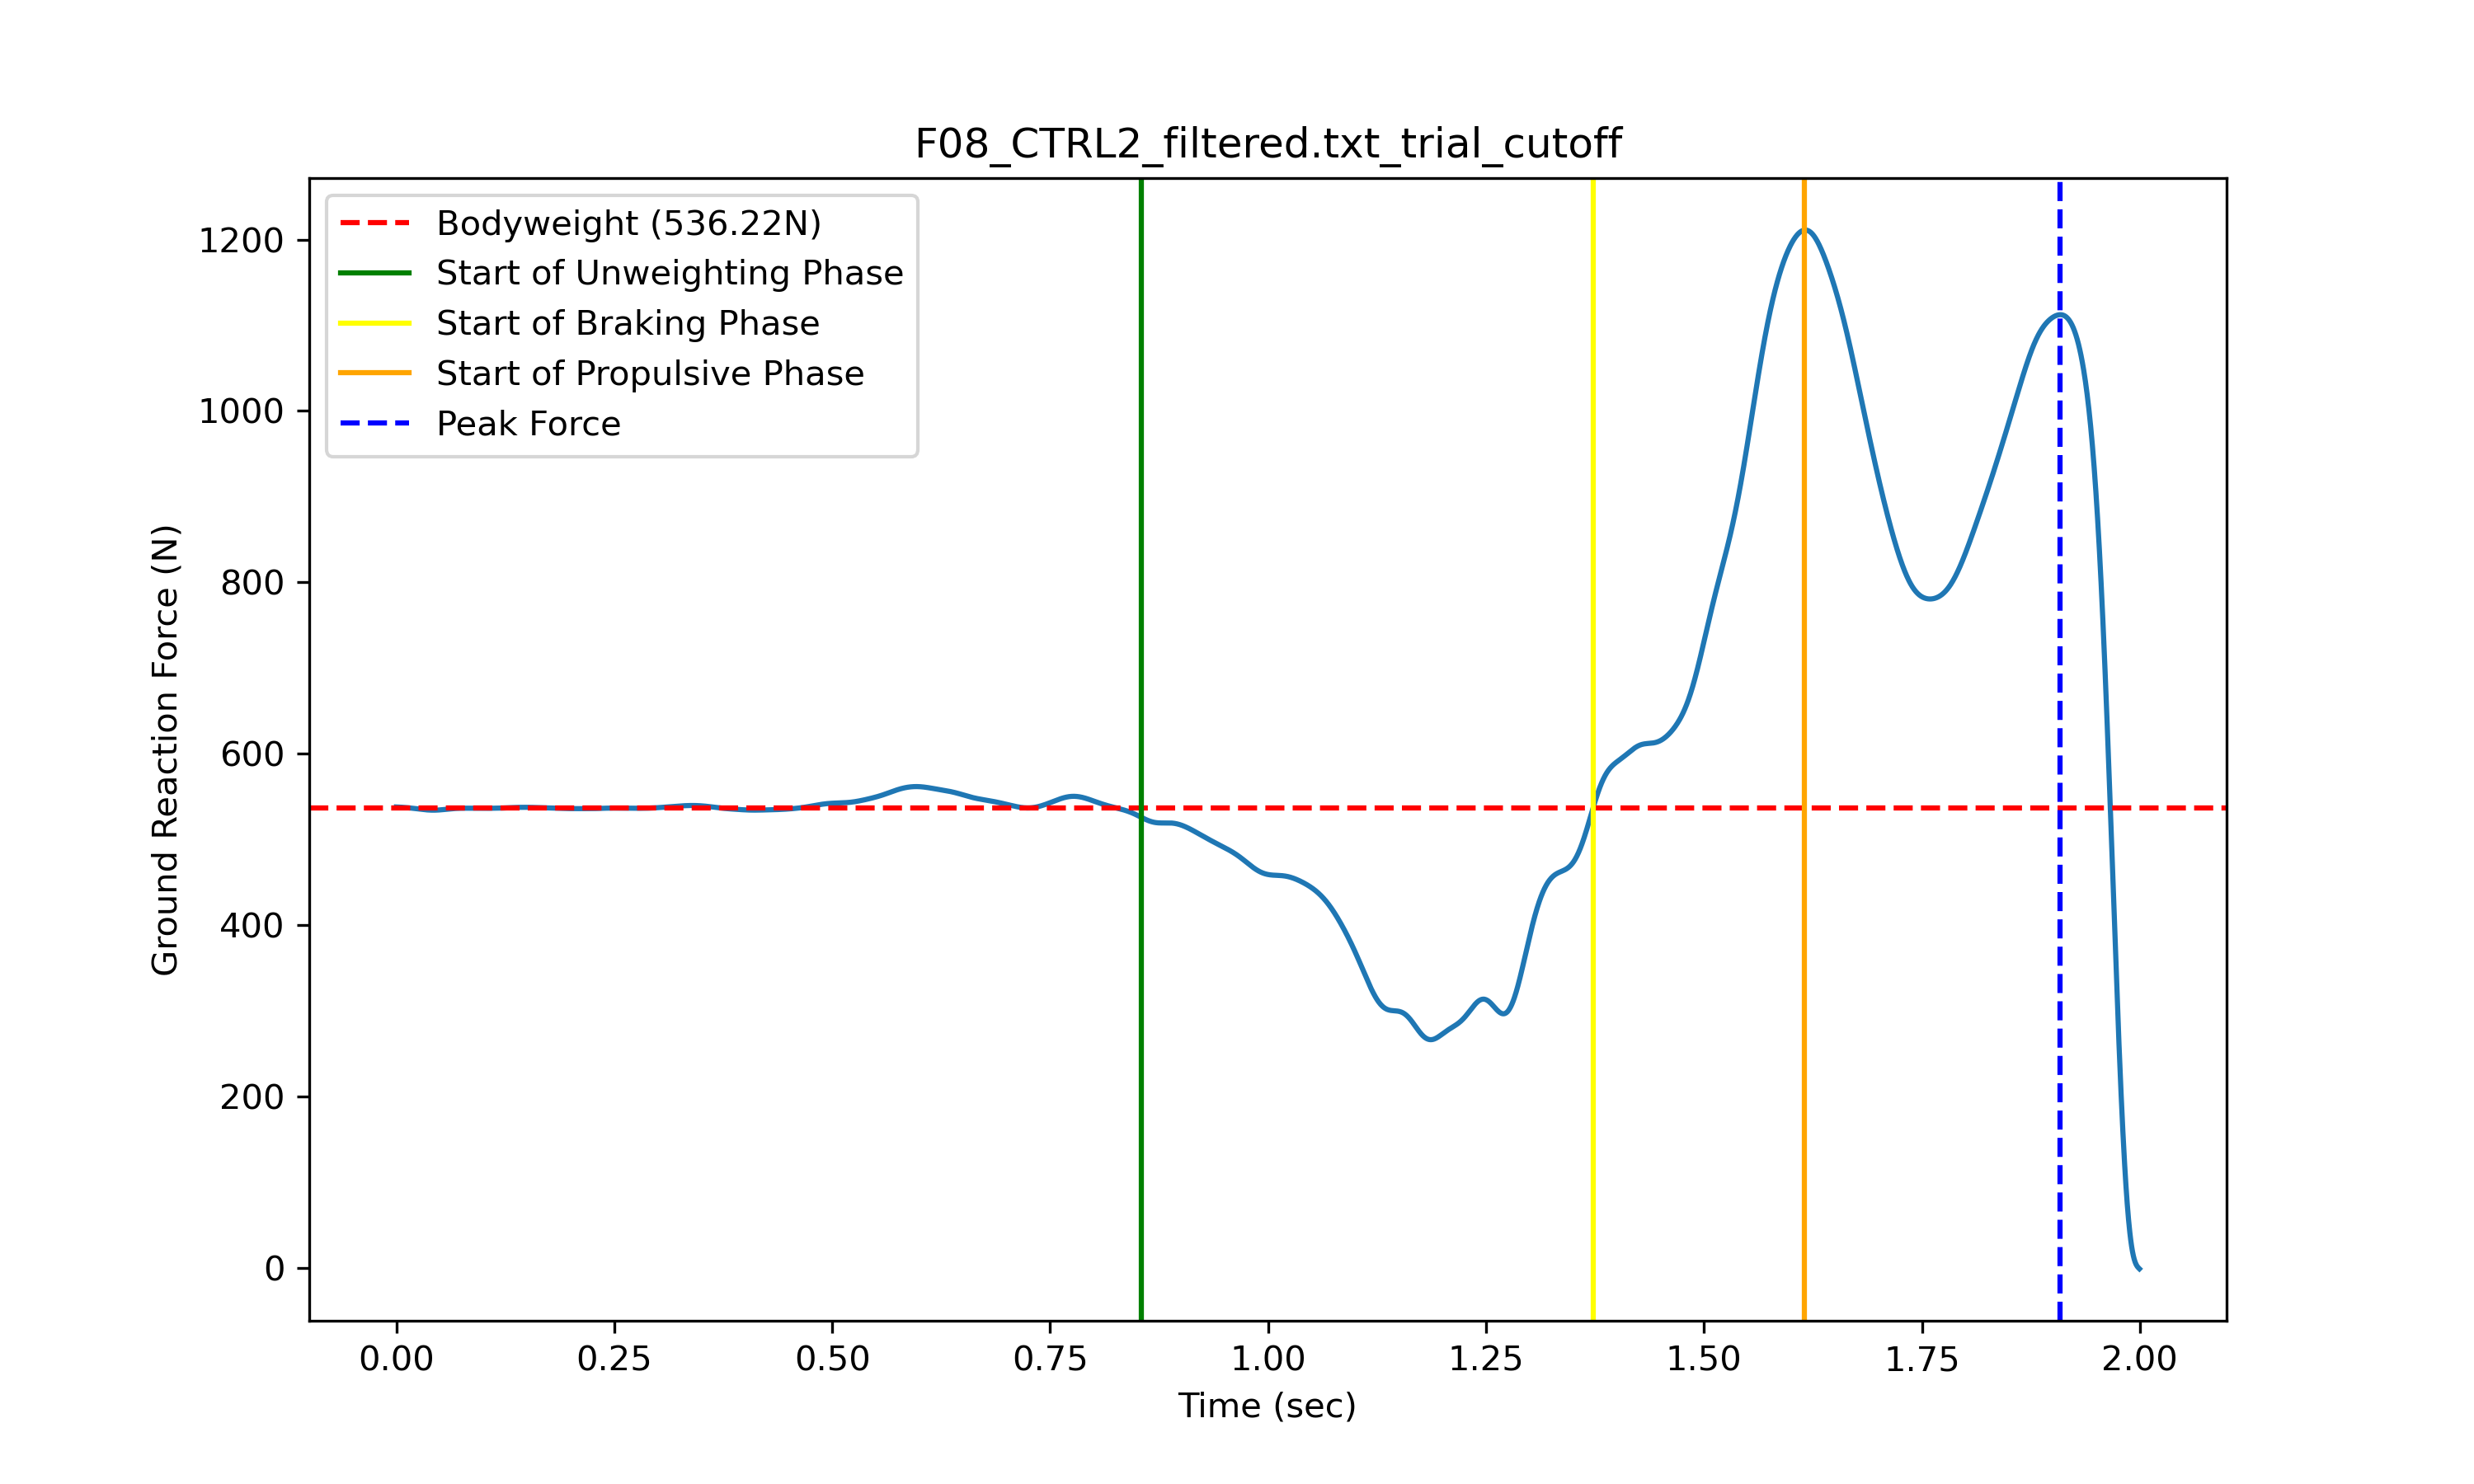 F08_CTRL2_filtered.txt_trial_cutoff
Bodyweight (536.22N)
Start of Unweighting Phase
Start of Braking Phase
Start of Propulsive Phase
Peak Force
Ground Reaction Force (N)
1200
1000
800
600
400
200
0
0.00 0.25 0.50 0.75 1.00 1.25 1.50 1.75 2.00
Time (sec)